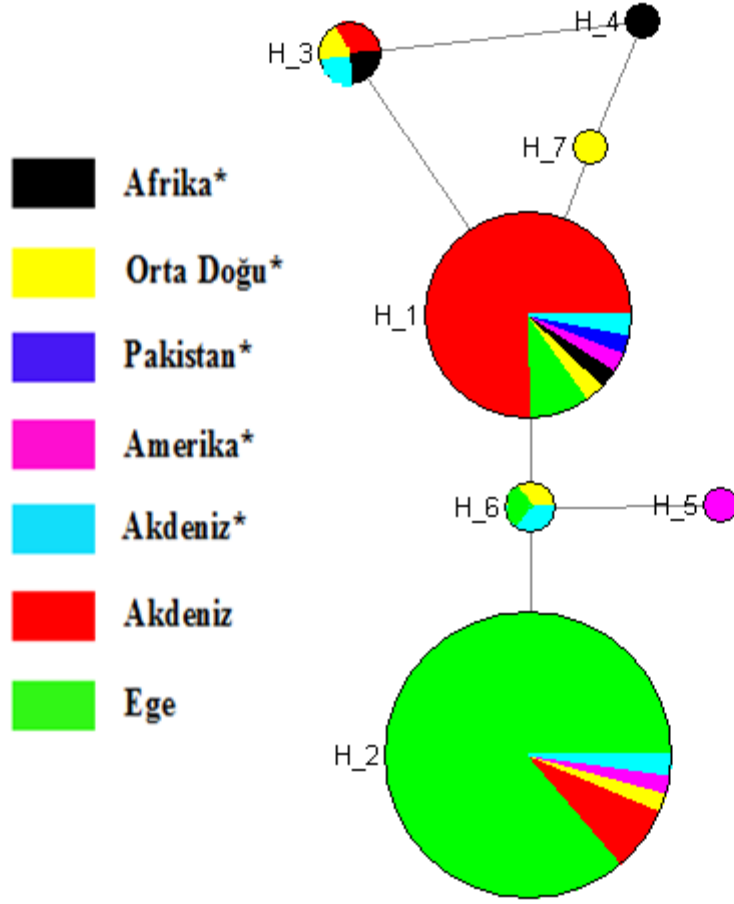 H_4
H_3
H_7
Afrika*
Orta Doğu*
H_1
Pakistan*
Amerika*
H_6
H_5
Akdeniz*
Akdeniz
Ege
H_2